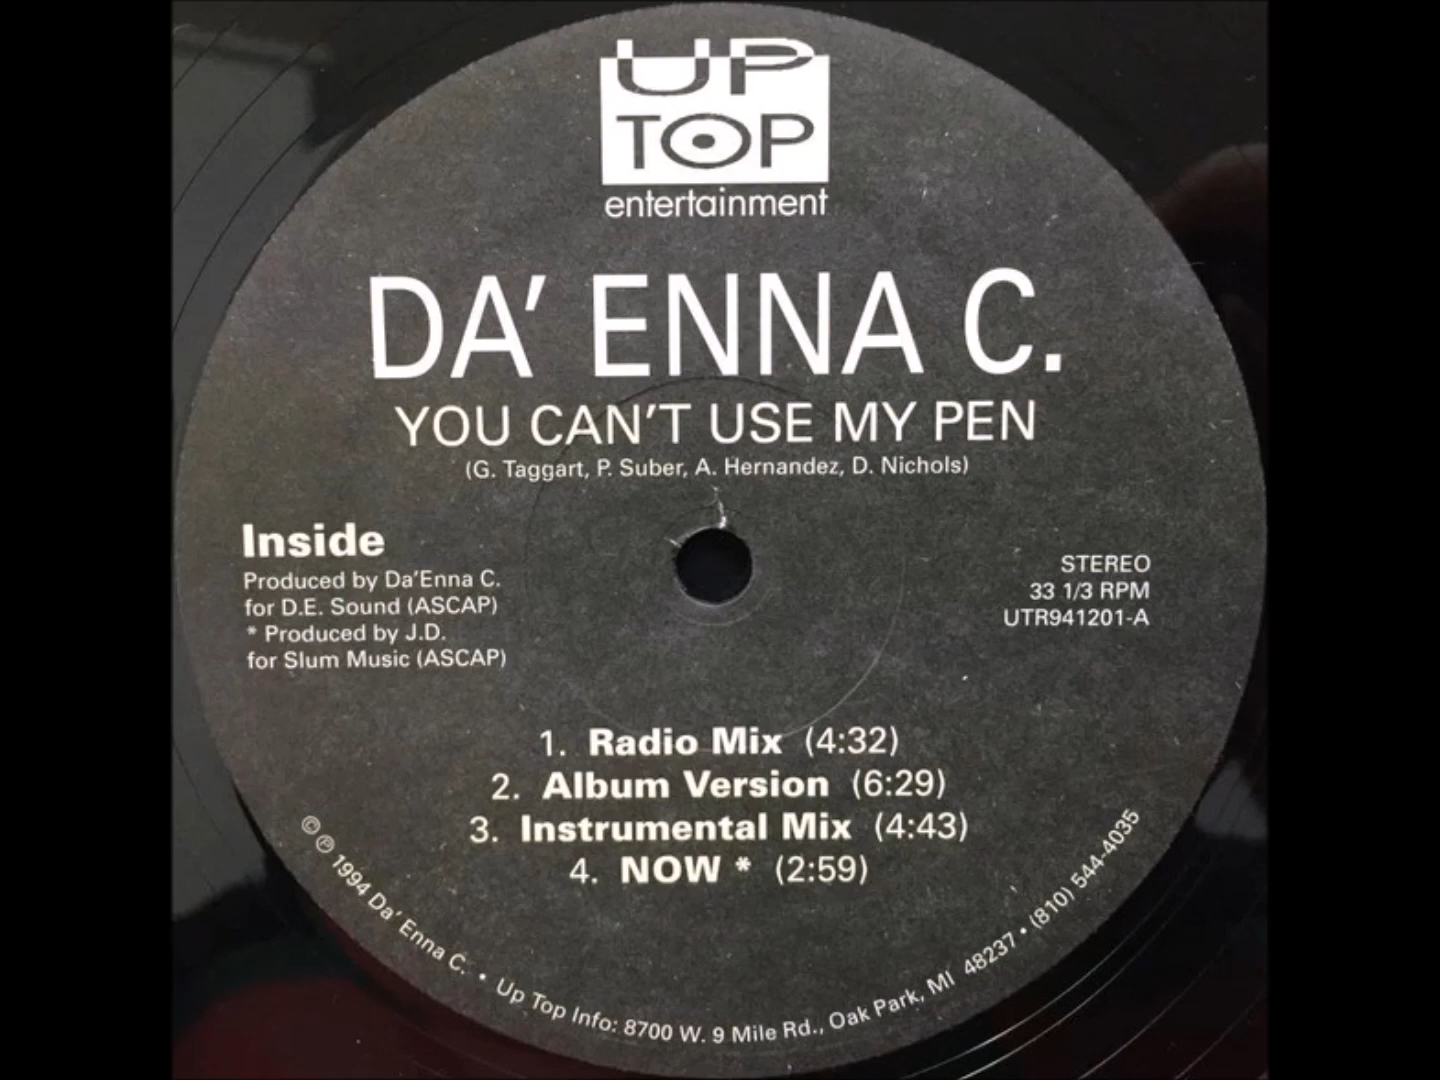 UP
TOP
entertainment
DA' ENNA C.
YOU CAN'T USE MY PEN
(G. Taggart, P. Suber, A. Hernandez, D. Nichols)
Inside
Produced by Da'Enna C.
for D.E. Sound (ASCAP)
* Produced by J.D.
for Slum Music (ASCAP)
STEREO
33 1/3 RPM
UTR941201-A
1. Radio Mix (4:32)
2. Album Version (6:29)
3. Instrumental Mix (4:43)
4. NOW * (2:59)
© ℗ 1994 Da' Enna C. • Up Top Info: 8700 W. 9 Mile Rd., Oak Park, MI 48237 • (810) 544-4035